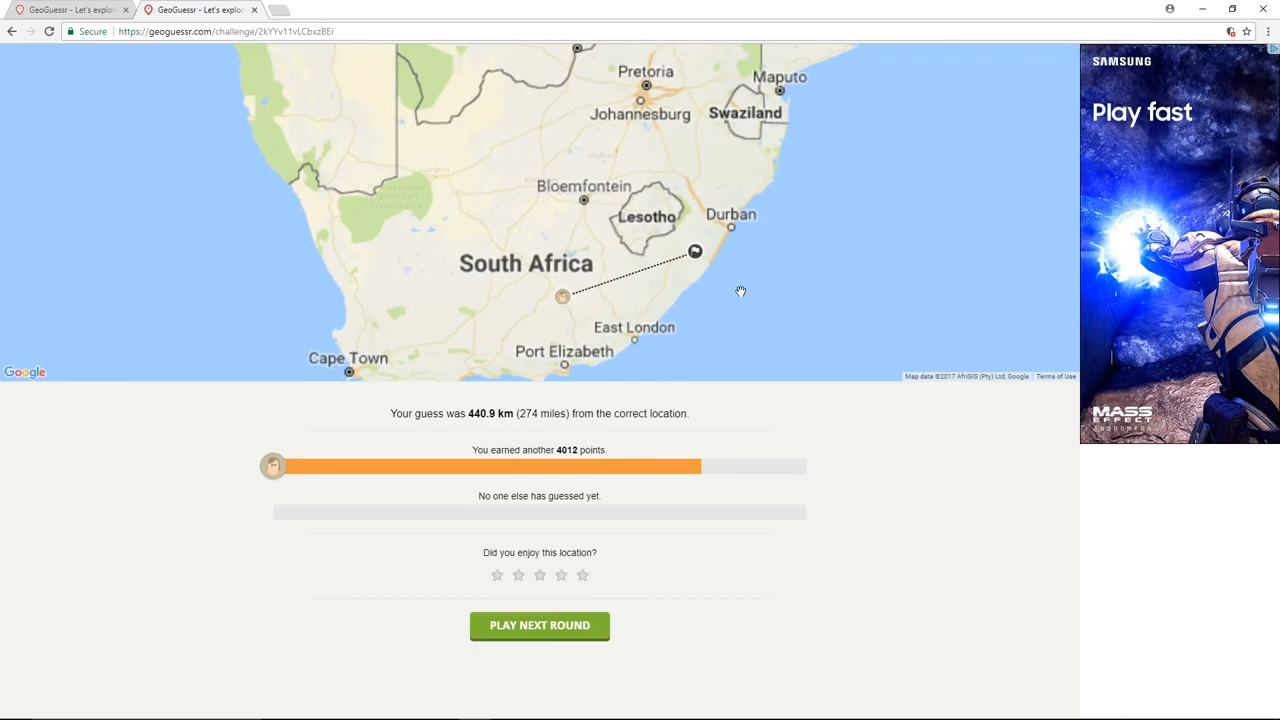 GeoGuessr - Let's explor
GeoGuessr - Let's explor
Secure
https://geoguessr.com/challenge/2kYYv11vLCbxzBEi
Pretoria
Johannesburg
Maputo
Swaziland
Welkom
Bloemfontein
Lesotho
Durban
South Africa
East London
Port Elizabeth
Cape Town
Google
Map data ©2017 AfriGIS (Pty) Ltd, Google
Terms of Use
SAMSUNG
Play fast
MASS
EFFECT
ANDROMEDA
Your guess was 440.9 km (274 miles) from the correct location.
You earned another 4012 points.
No one else has guessed yet.
Did you enjoy this location?
PLAY NEXT ROUND